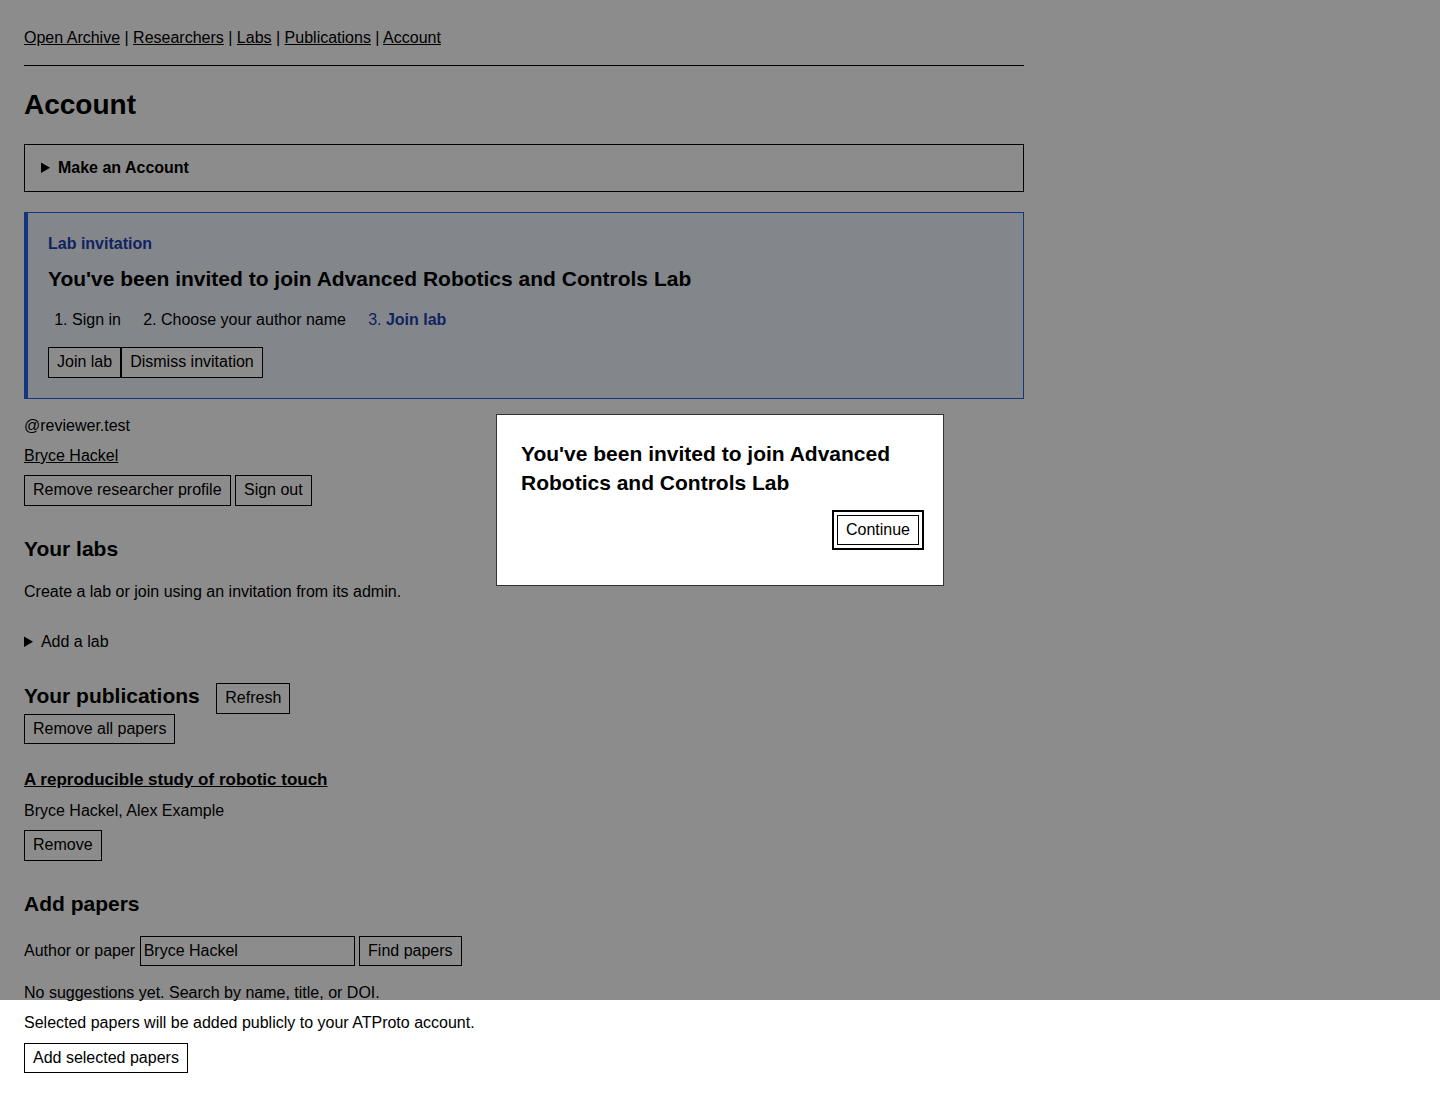 Open Archive | Researchers | Labs | Publications | Account
Account
Make an Account
Lab invitation
You've been invited to join Advanced Robotics and Controls Lab
1. Sign in 2. Choose your author name 3. Join lab
Join lab Dismiss invitation
@reviewer.test
Bryce Hackel
Remove researcher profile Sign out
You've been invited to join Advanced
Robotics and Controls Lab
Continue
Your labs
Create a lab or join using an invitation from its admin.
Add a lab
Your publications Refresh
Remove all papers
A reproducible study of robotic touch
Bryce Hackel, Alex Example
Remove
Add papers
Author or paper Bryce Hackel Find papers
No suggestions yet. Search by name, title, or DOI.
Selected papers will be added publicly to your ATProto account.
Add selected papers